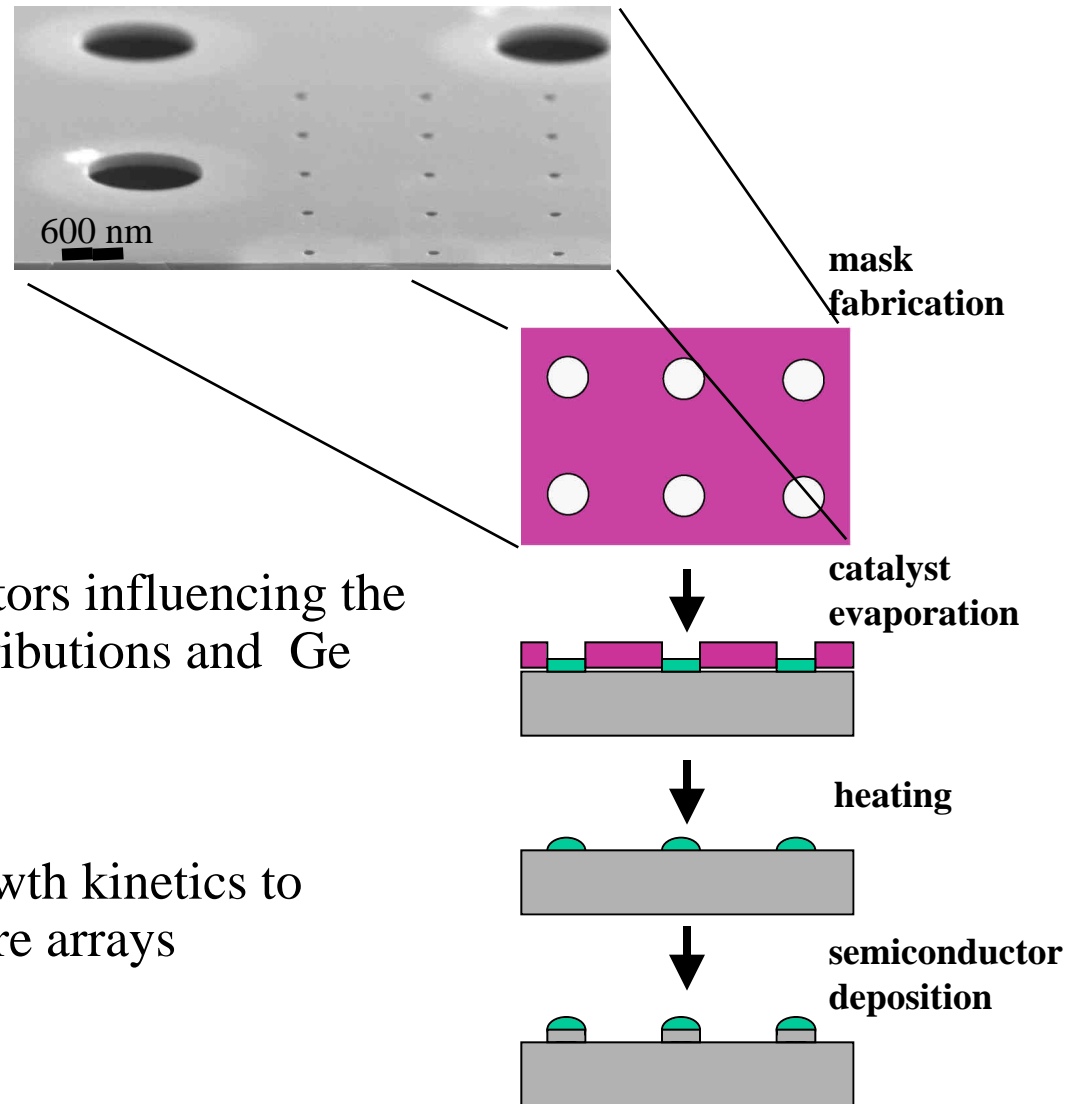 600 nm
mask
fabrication
catalyst
evaporation
tors influencing the
ributions and Ge
heating
wth kinetics to
re arrays
semiconductor
deposition